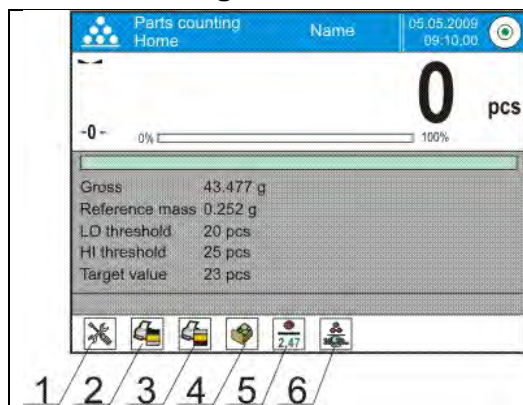 Parts counting
Home
Name
05.05.2009
09:10,00
0
pcs
-0-
0%
100%
Gross 43.477 g
Reference mass 0.252 g
LO threshold 20 pcs
HI threshold 25 pcs
Target value 23 pcs
2,47
1 2 3 4 5 6